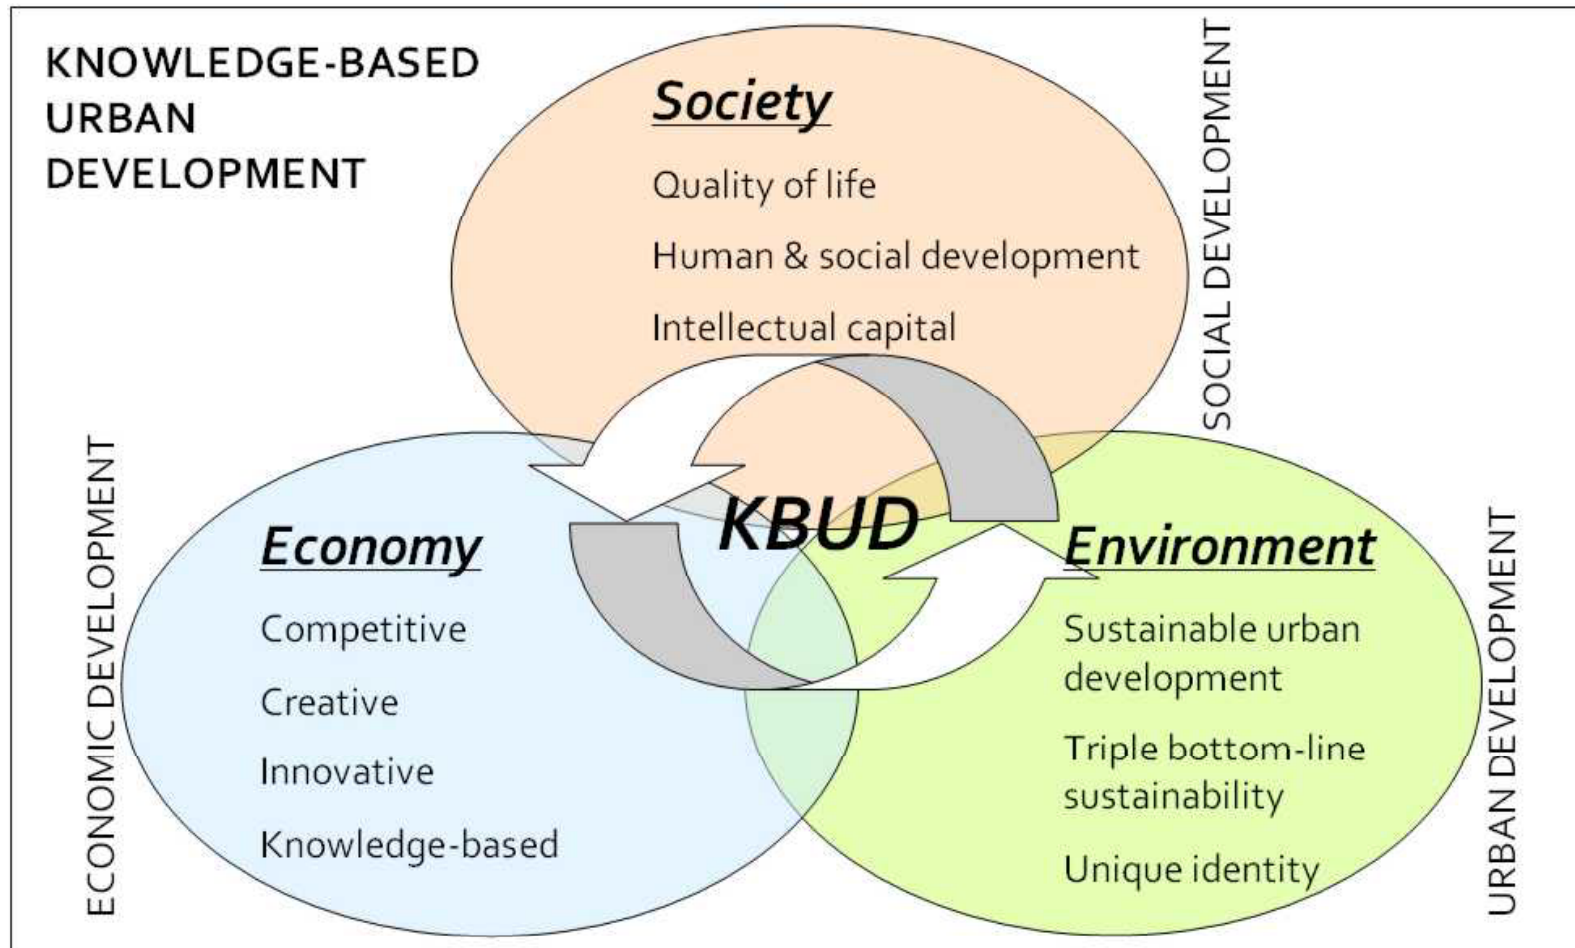 KNOWLEDGE-BASED
URBAN
DEVELOPMENT
Society
Quality of life
Human & social development
Intellectual capital
SOCIAL DEVELOPMENT
KBUD
ECONOMIC DEVELOPMENT
Economy
Competitive
Creative
Innovative
Knowledge-based
Environment
Sustainable urban
development
Triple bottom-line
sustainability
Unique identity
URBAN DEVELOPMENT